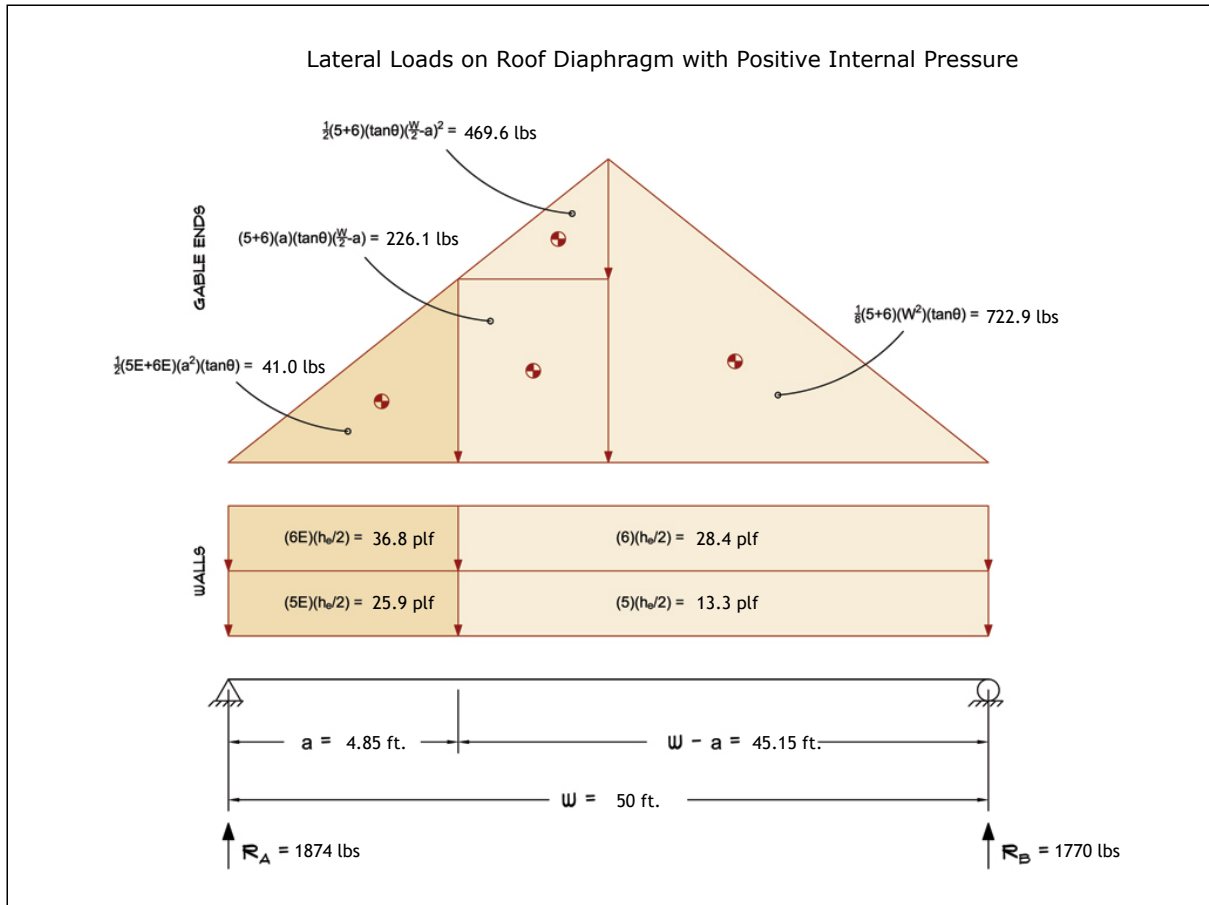 Lateral Loads on Roof Diaphragm with Positive Internal Pressure
½(5+6)(tanθ)(W/2-a)² = 469.6 lbs
GABLE ENDS
(5+6)(a)(tanθ)(W/2-a) = 226.1 lbs
⅛(5+6)(W²)(tanθ) = 722.9 lbs
½(5E+6E)(a²)(tanθ) = 41.0 lbs
WALLS
(6E)(hₑ/2) = 36.8 plf
(6)(hₑ/2) = 28.4 plf
(5E)(hₑ/2) = 25.9 plf
(5)(hₑ/2) = 13.3 plf
a = 4.85 ft.
W - a = 45.15 ft.
W = 50 ft.
R_A = 1874 lbs
R_B = 1770 lbs